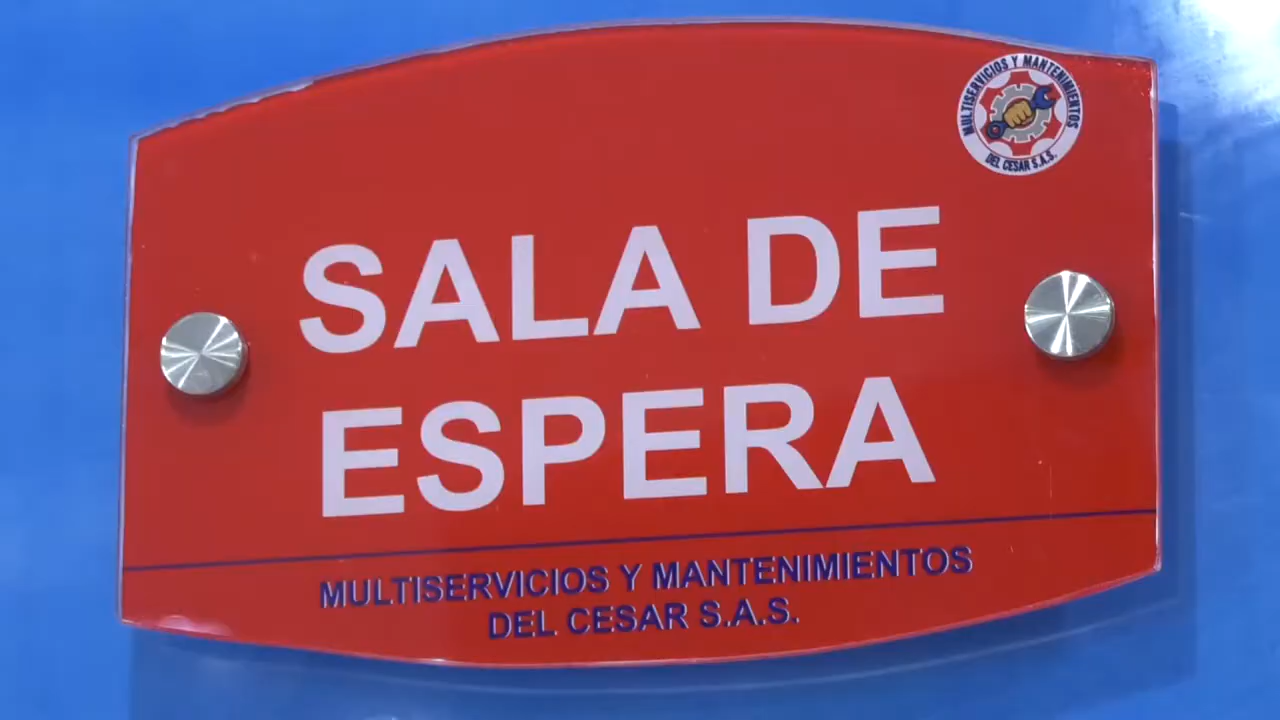 MULTISERVICIOS Y MANTENIMIENTOS
DEL CESAR S.A.S.
SALA DE
ESPERA
MULTISERVICIOS Y MANTENIMIENTOS
DEL CESAR S.A.S.